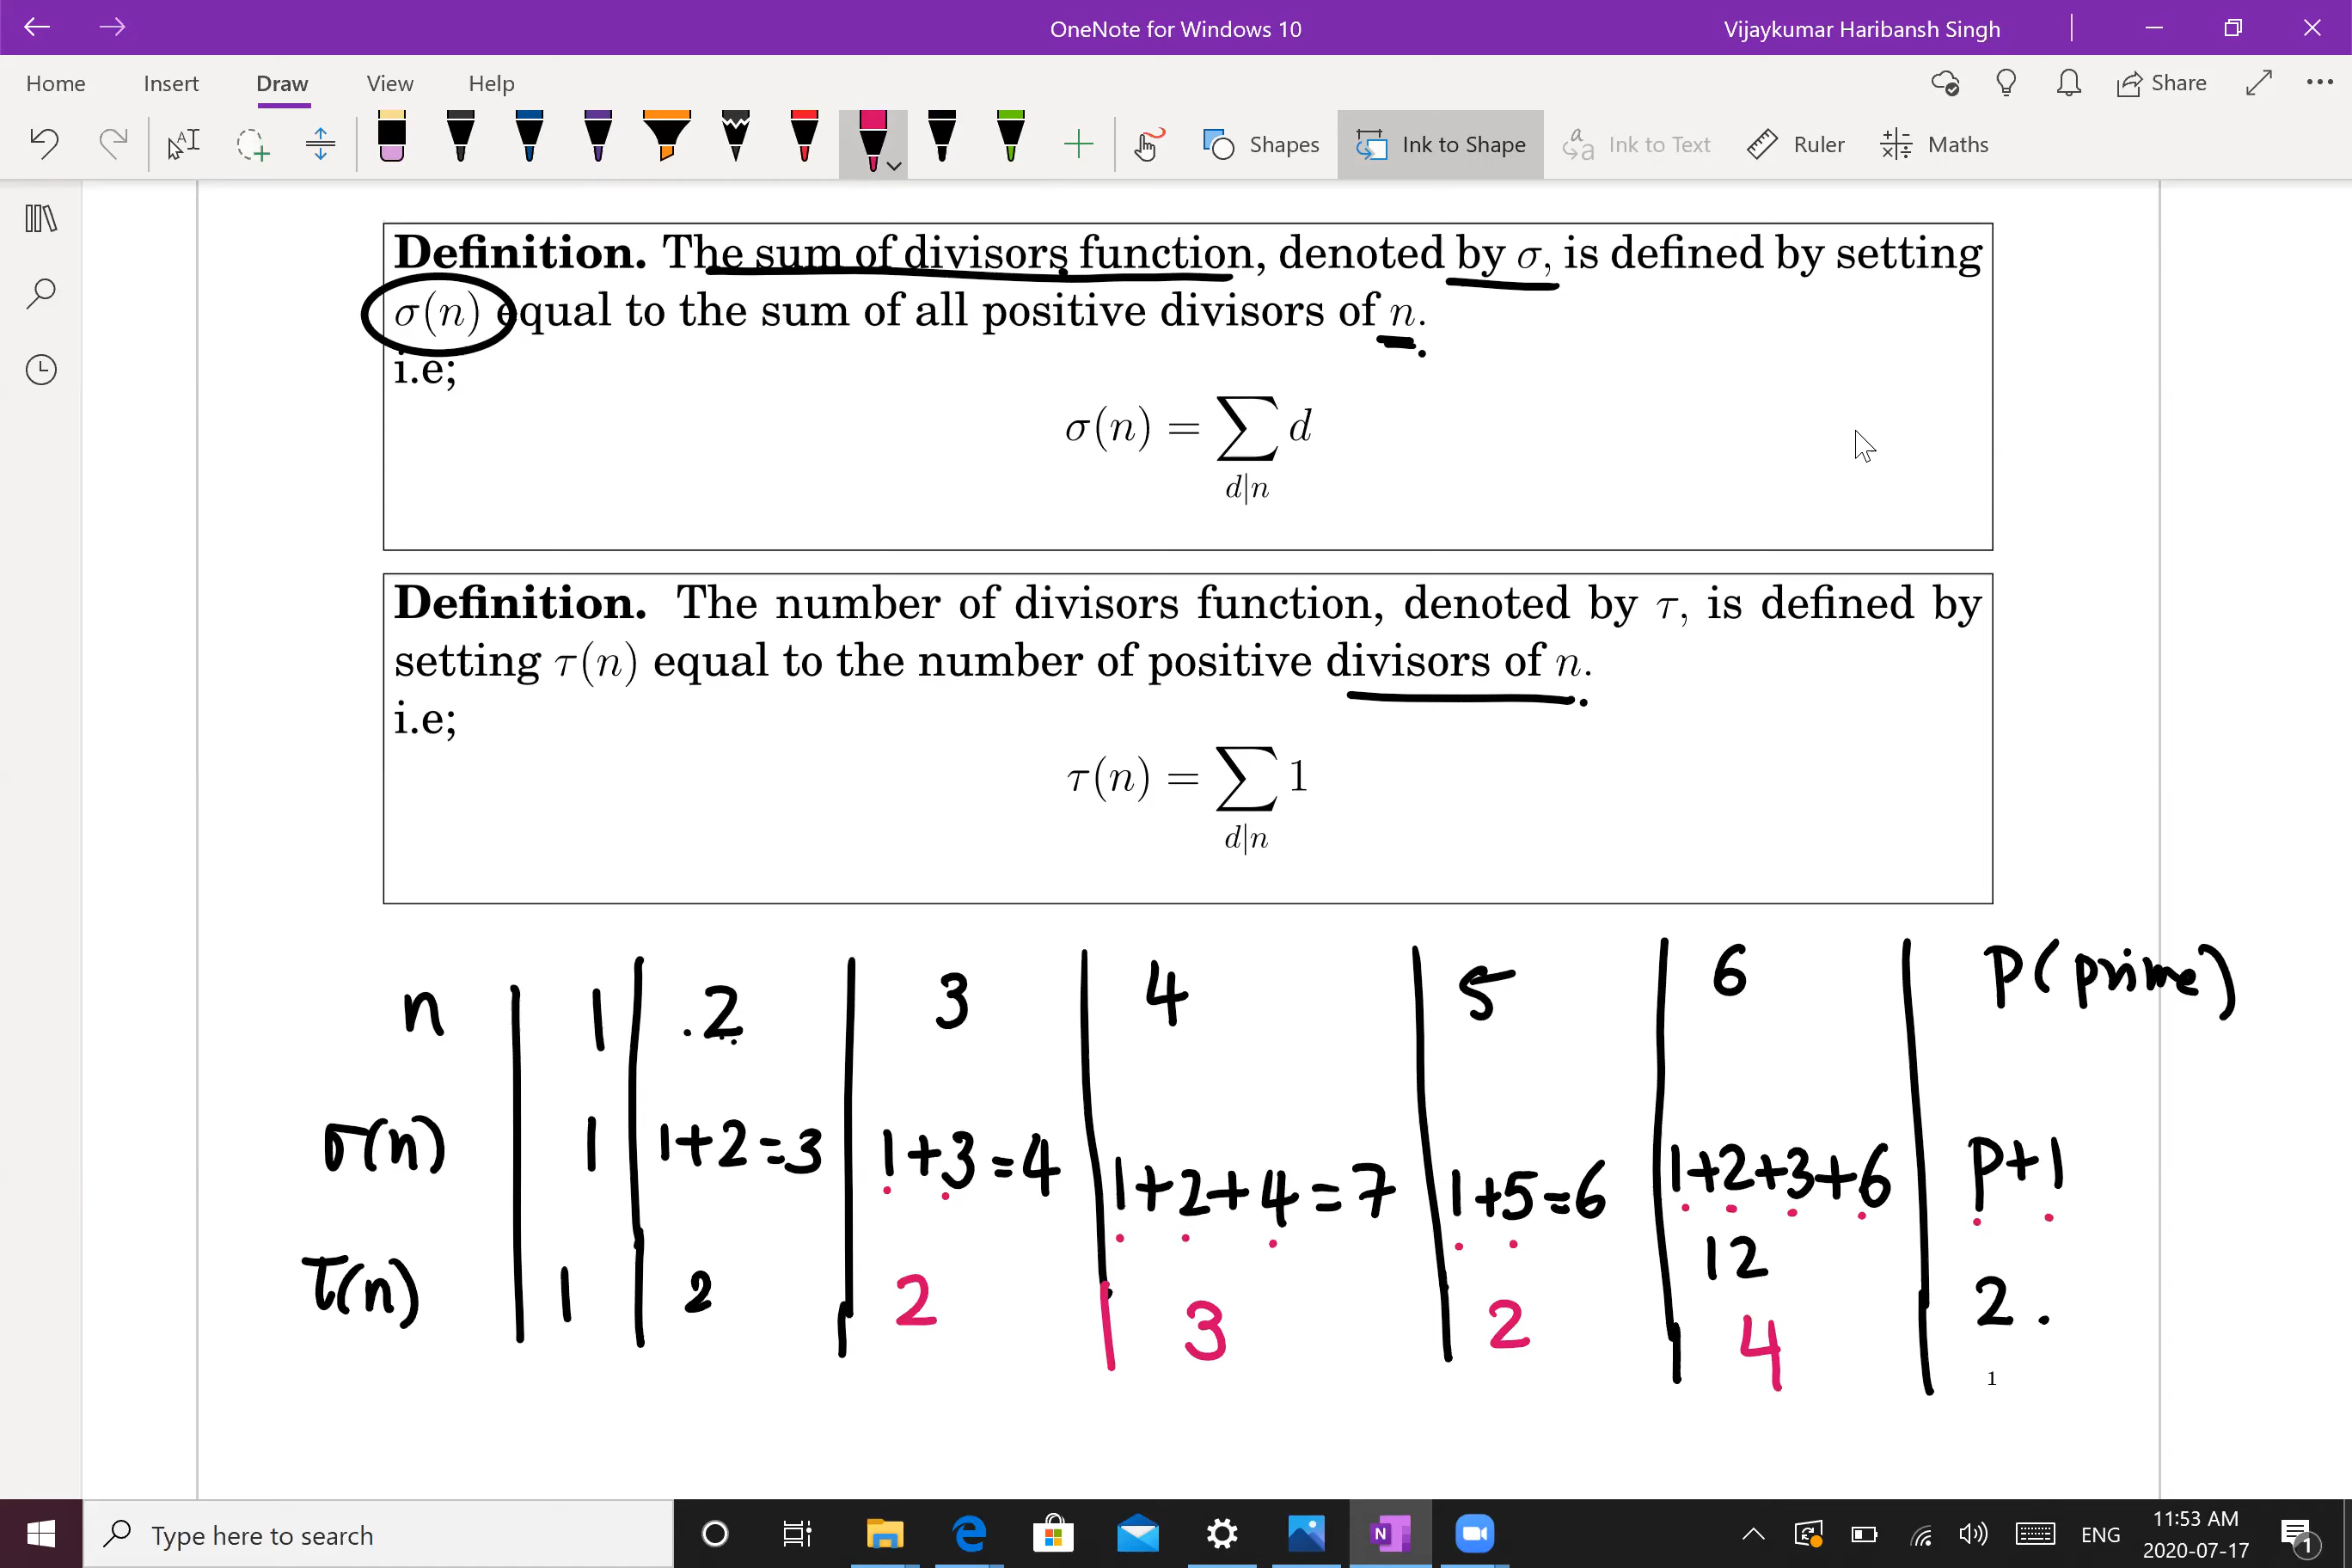 OneNote for Windows 10
Vijaykumar Haribansh Singh
Home Insert Draw View Help
Share
Shapes Ink to Shape Ink to Text Ruler Maths
Definition. The sum of divisors function, denoted by σ, is defined by setting
σ(n) equal to the sum of all positive divisors of n.
i.e;
σ(n) = ∑ d
d|n
Definition. The number of divisors function, denoted by τ, is defined by
setting τ(n) equal to the number of positive divisors of n.
i.e;
τ(n) = ∑ 1
d|n
n | 1 | .2 | 3 | 4 | 5 | 6 | p(prime)
σ(n) | 1 | 1+2=3 | 1+3=4 | 1+2+4=7 | 1+5=6 | 1+2+3+6 | p+1
12
τ(n) | 1 | 2 | 2 | 3 | 2 | 4 | 2.
1
Type here to search
ENG
11:53 AM
2020-07-17
1